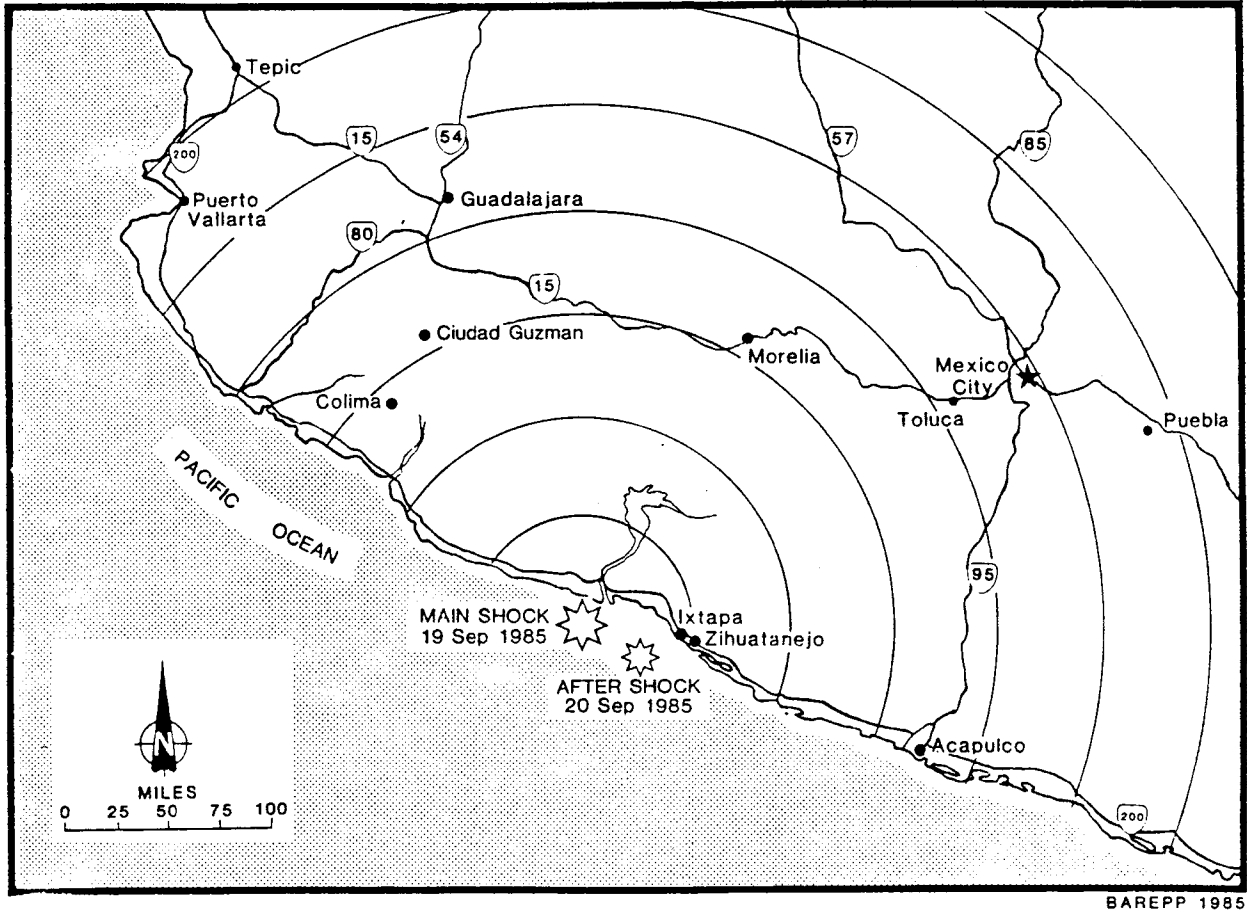 Tepic
200
15
54
57
85
Puerto
Vallarta
Guadalajara
80
15
Ciudad Guzman
Morelia
Mexico
City
Colima
Toluca
Puebla
PACIFIC OCEAN
95
MAIN SHOCK
19 Sep 1985
Ixtapa
Zihuatanejo
AFTER SHOCK
20 Sep 1985
Acapulco
N
MILES
0 25 50 75 100
200
BAREPP 1985